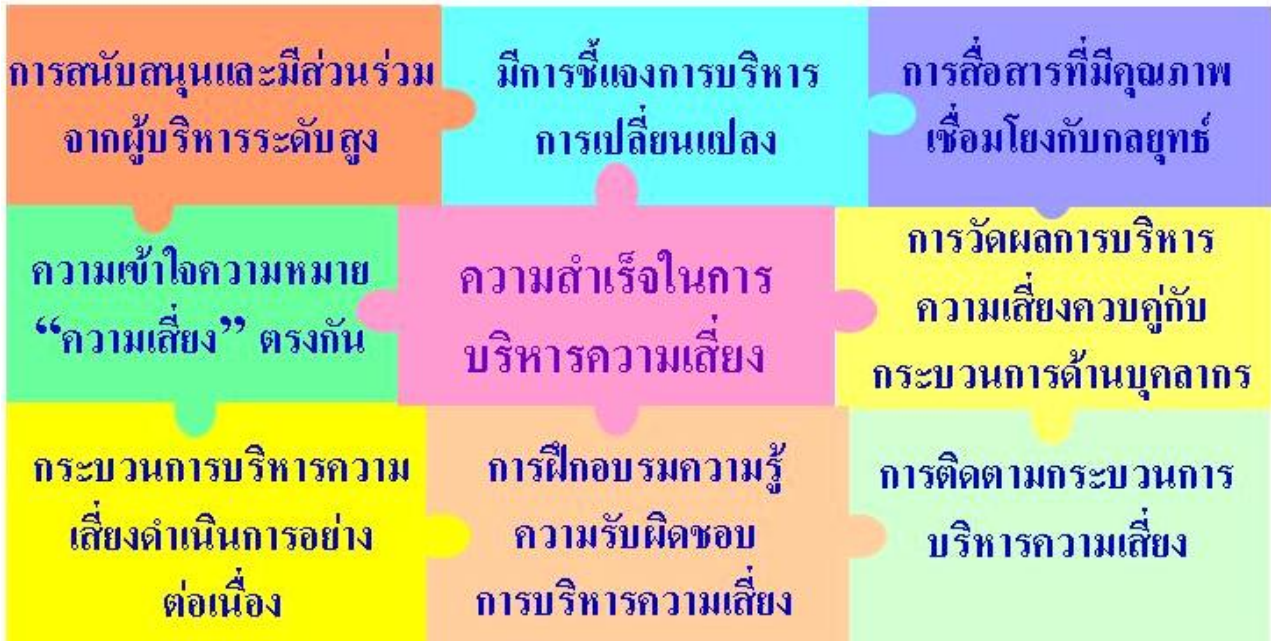 การสนับสนุนและมีส่วนร่วม
จากผู้บริหารระดับสูง
มีการชี้แจงการบริหาร
การเปลี่ยนแปลง
การสื่อสารที่มีคุณภาพ
เชื่อมโยงกับกลยุทธ์
ความเข้าใจความหมาย
“ความเสี่ยง” ตรงกัน
ความสำเร็จในการ
บริหารความเสี่ยง
การวัดผลการบริหาร
ความเสี่ยงควบคู่กับ
กระบวนการด้านบุคลากร
กระบวนการบริหารความ
เสี่ยงดำเนินการอย่าง
ต่อเนื่อง
การฝึกอบรมความรู้
ความรับผิดชอบ
การบริหารความเสี่ยง
การติดตามกระบวนการ
บริหารความเสี่ยง